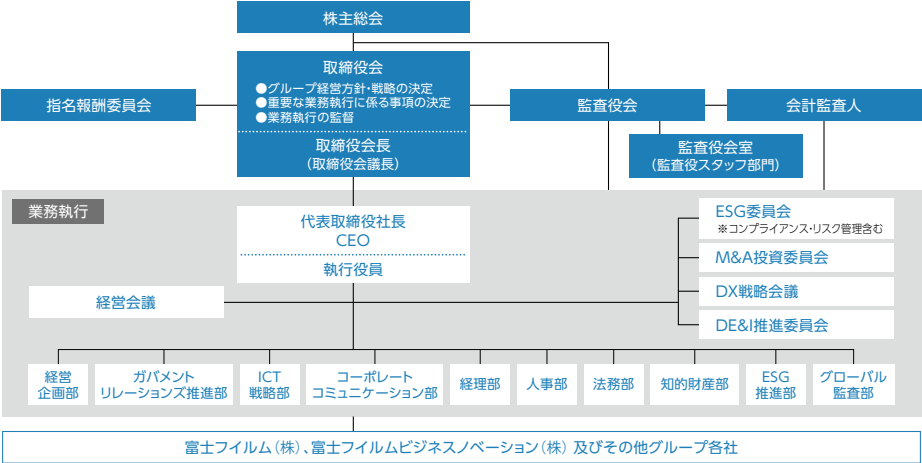 株主総会
取締役会
●グループ経営方針・戦略の決定
●重要な業務執行に係る事項の決定
●業務執行の監督
取締役会長
（取締役会議長）
指名報酬委員会
監査役会
会計監査人
監査役会室
（監査役スタッフ部門）
業務執行
代表取締役社長
CEO
執行役員
ESG委員会
※コンプライアンス・リスク管理含む
M&A投資委員会
DX戦略会議
DE&I推進委員会
経営会議
経営
企画部
ガバメント
リレーションズ推進部
ICT
戦略部
コーポレート
コミュニケーション部
経理部
人事部
法務部
知的財産部
ESG
推進部
グローバル
監査部
富士フイルム（株）、富士フイルムビジネスノベーション（株） 及びその他グループ各社